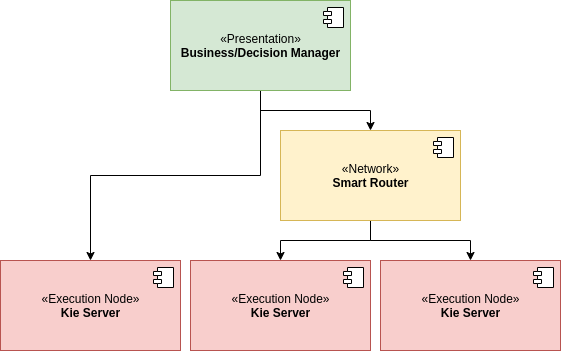 «Presentation»
Business/Decision Manager
«Network»
Smart Router
«Execution Node»
Kie Server
«Execution Node»
Kie Server
«Execution Node»
Kie Server